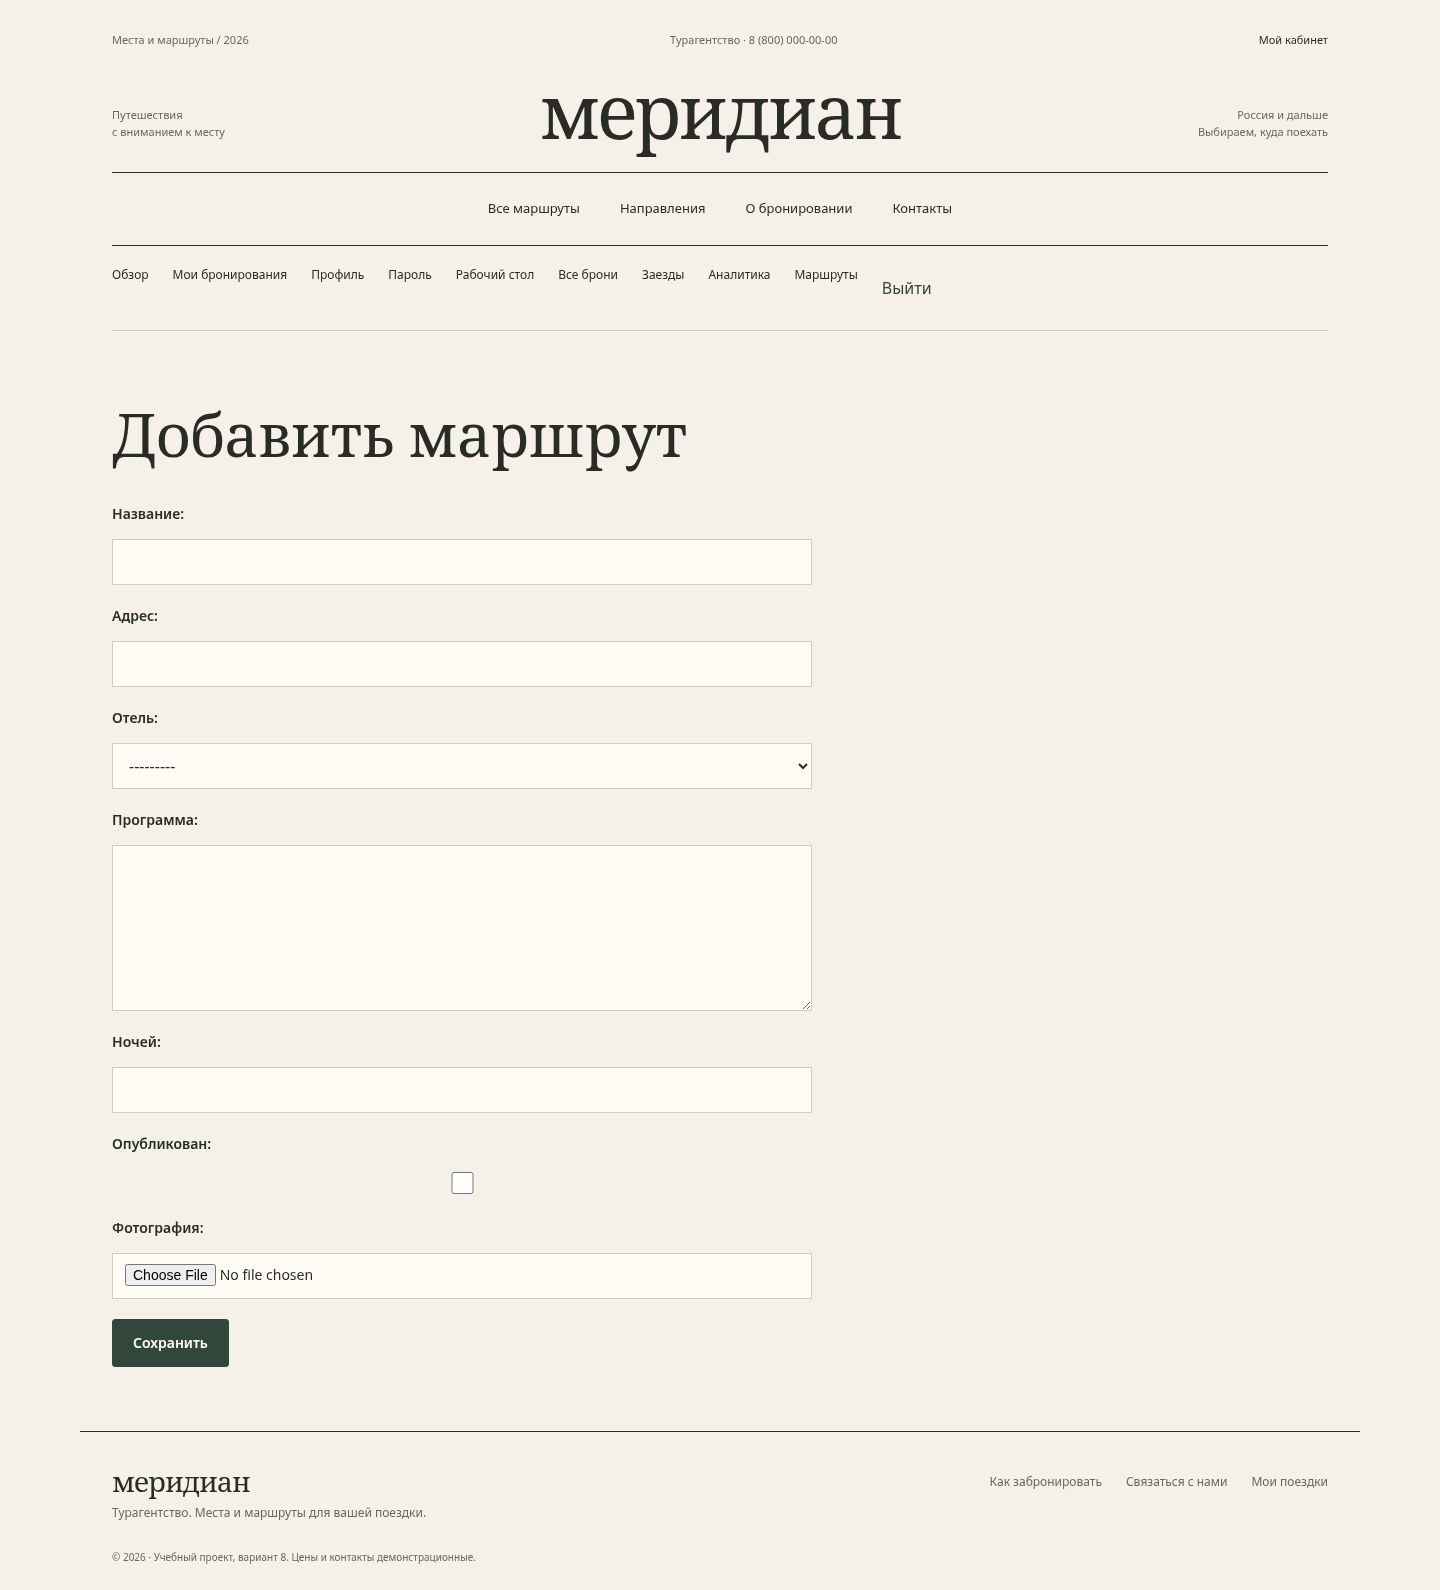 Места и маршруты / 2026
Турагентство · 8 (800) 000-00-00
Мой кабинет
Путешествия
с вниманием к месту
меридиан
Россия и дальше
Выбираем, куда поехать
Все маршруты Направления О бронировании Контакты
Обзор Мои бронирования Профиль Пароль Рабочий стол Все брони Заезды Аналитика Маршруты Выйти
Добавить маршрут
Название:
Адрес:
Отель:
---------
Программа:
Ночей:
Опубликован:
Фотография:
Choose File No file chosen
Сохранить
меридиан
Как забронировать Связаться с нами Мои поездки
Турагентство. Места и маршруты для вашей поездки.
© 2026 · Учебный проект, вариант 8. Цены и контакты демонстрационные.